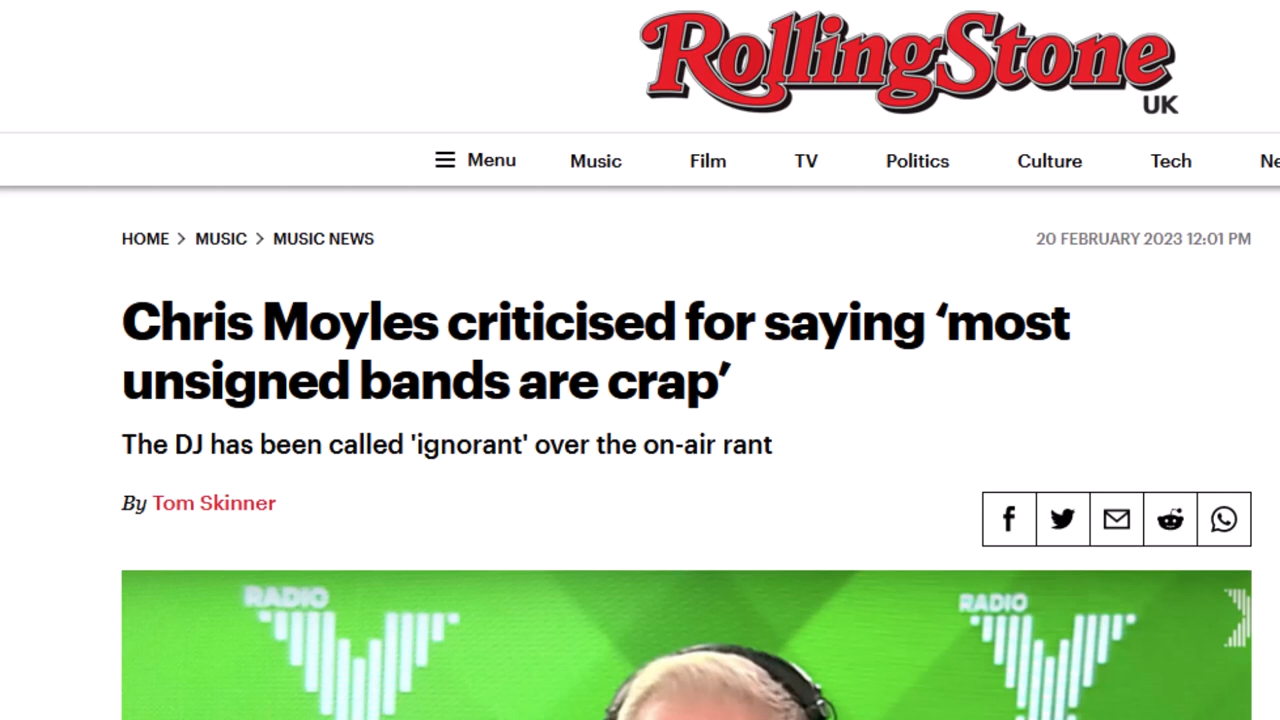 Rolling Stone
UK
Menu Music Film TV Politics Culture Tech
HOME > MUSIC > MUSIC NEWS
20 FEBRUARY 2023 12:01 PM
Chris Moyles criticised for saying ‘most
unsigned bands are crap’
The DJ has been called 'ignorant' over the on-air rant
By Tom Skinner
RADIO
RADIO